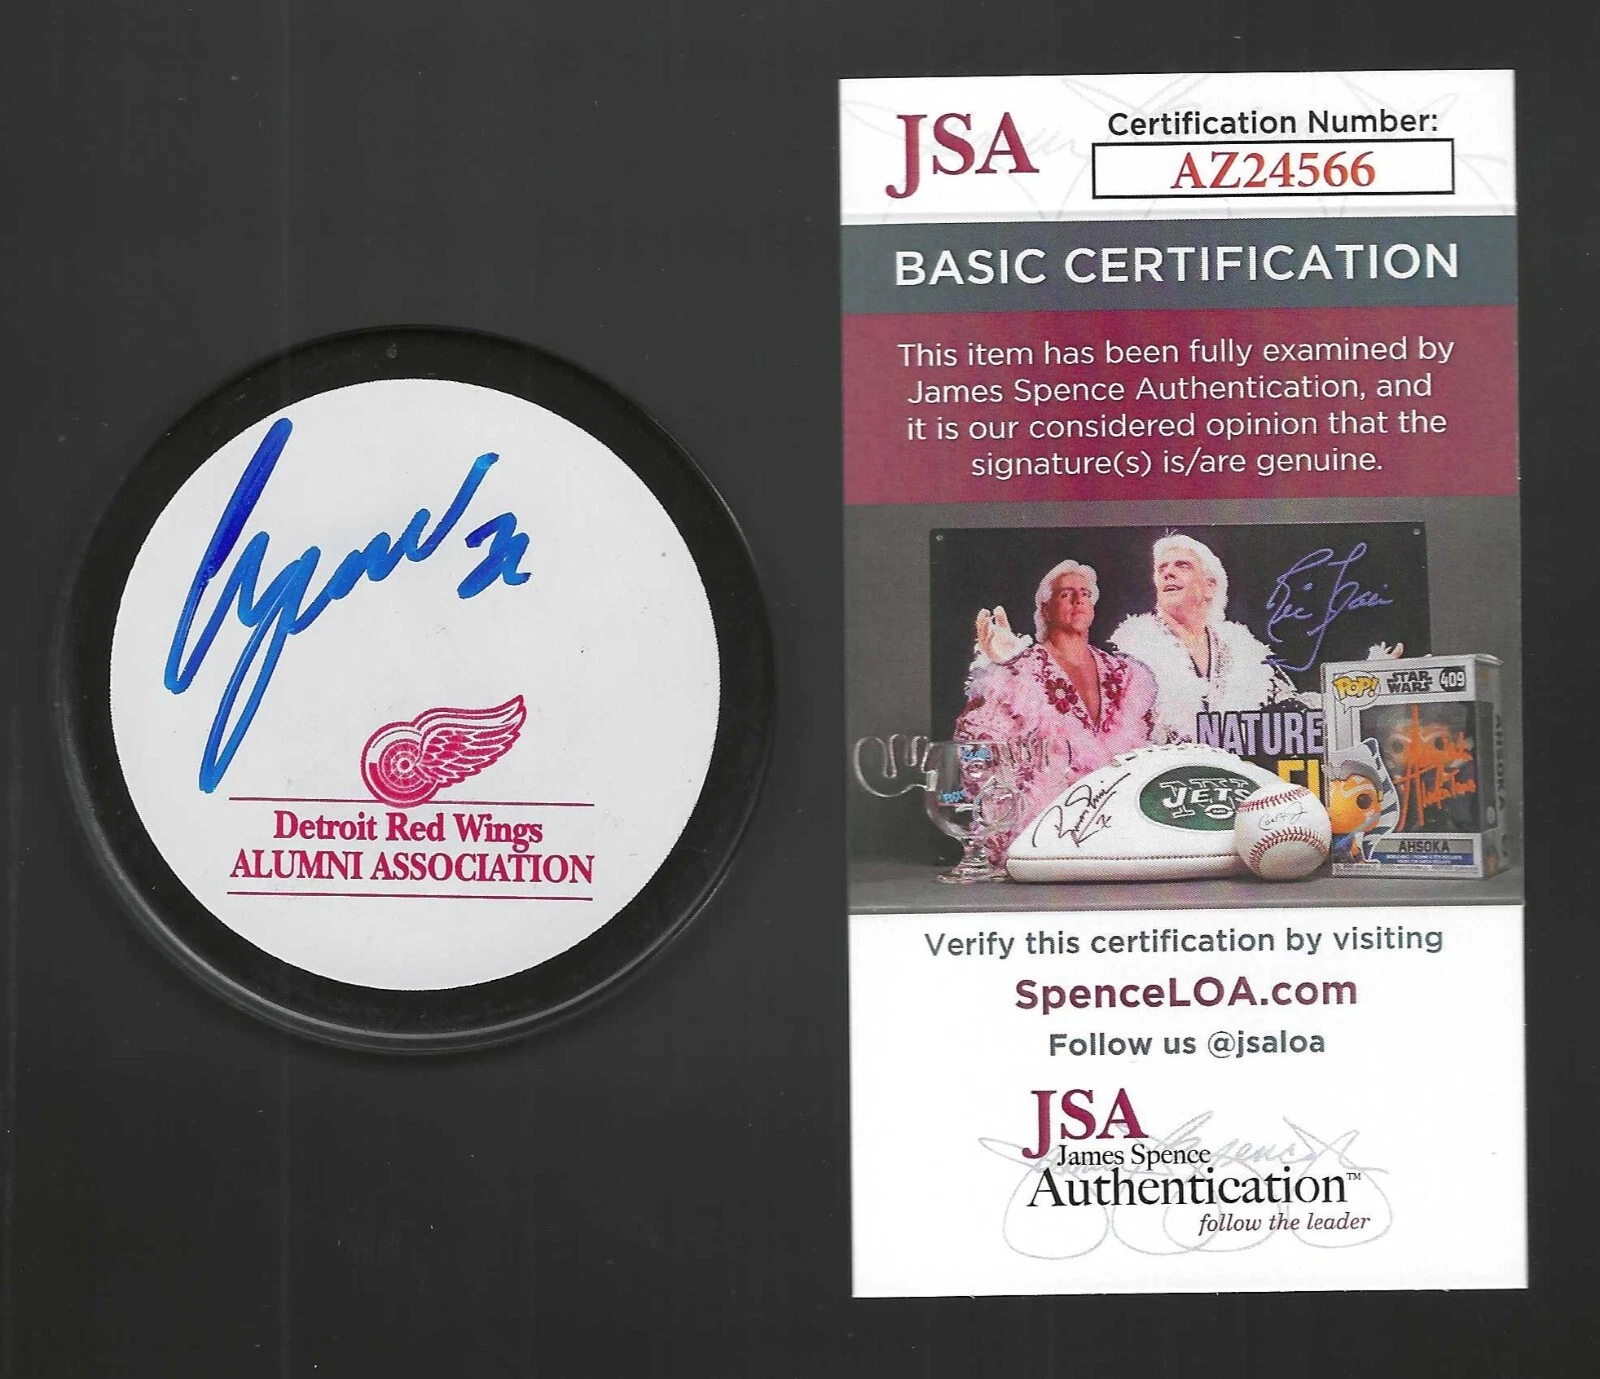 Detroit Red Wings
ALUMNI ASSOCIATION
JSA
Certification Number:
AZ24566
BASIC CERTIFICATION
This item has been fully examined by
James Spence Authentication, and
it is our considered opinion that the
signature(s) is/are genuine.
NATURE
JETS
POP!
STAR
WARS
409
AHSOKA
Verify this certification by visiting
SpenceLOA.com
Follow us @jsaloa
JSA
James Spence
Authentication™
follow the leader